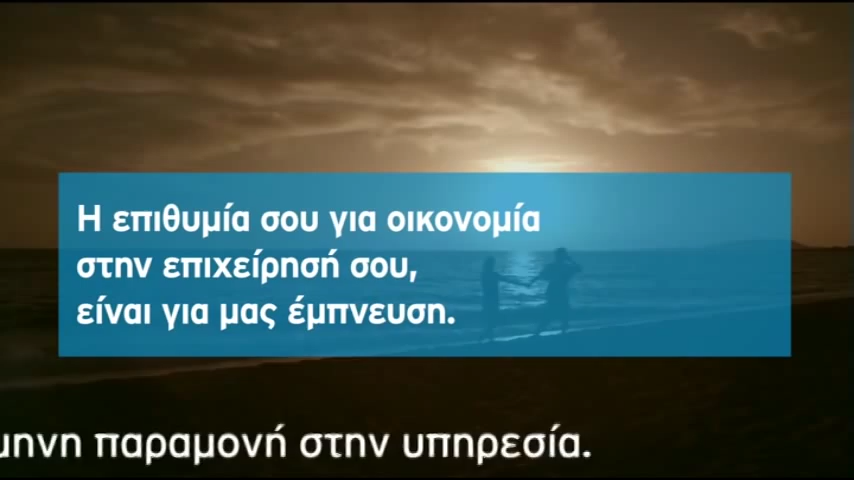 Η επιθυμία σου για οικονομία
στην επιχείρησή σου,
είναι για μας έμπνευση.
παραμονή στην υπηρεσία.